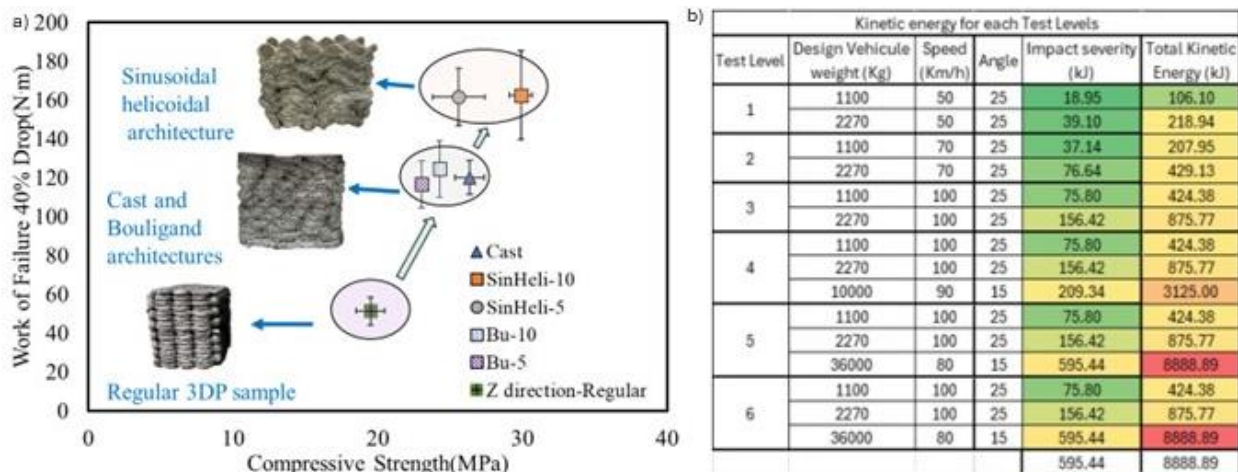 a)
Work of Failure 40% Drop(N·m)
200
180
160
140
120
100
80
60
40
20
0
Sinusoidal
helicoidal
architecture
Cast and
Bouligand
architectures
Regular 3DP sample
Cast
SinHeli-10
SinHeli-5
Bu-10
Bu-5
Z direction-Regular
0 10 20 30 40
Compressive Strength(MPa)
b)
Kinetic energy for each Test Levels
Test Level Design Vehicule weight (Kg) Speed (Km/h) Angle Impact severity (kJ) Total Kinetic Energy (kJ)
1 1100 50 25 18.95 106.10
2270 50 25 39.10 218.94
2 1100 70 25 37.14 207.95
2270 70 25 76.64 429.13
3 1100 100 25 75.80 424.38
2270 100 25 156.42 875.77
4 1100 100 25 75.80 424.38
2270 100 25 156.42 875.77
10000 90 15 209.34 3125.00
5 1100 100 25 75.80 424.38
2270 100 25 156.42 875.77
36000 80 15 595.44 8888.89
6 1100 100 25 75.80 424.38
2270 100 25 156.42 875.77
36000 80 15 595.44 8888.89
595.44 8888.89